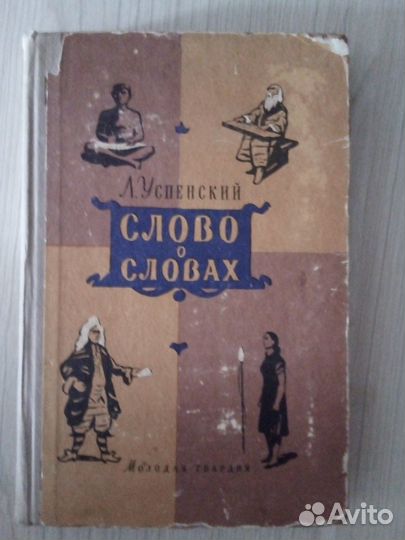 Л. Успенский
СЛОВО
О
СЛОВАХ
Молодая гвардия
Avito